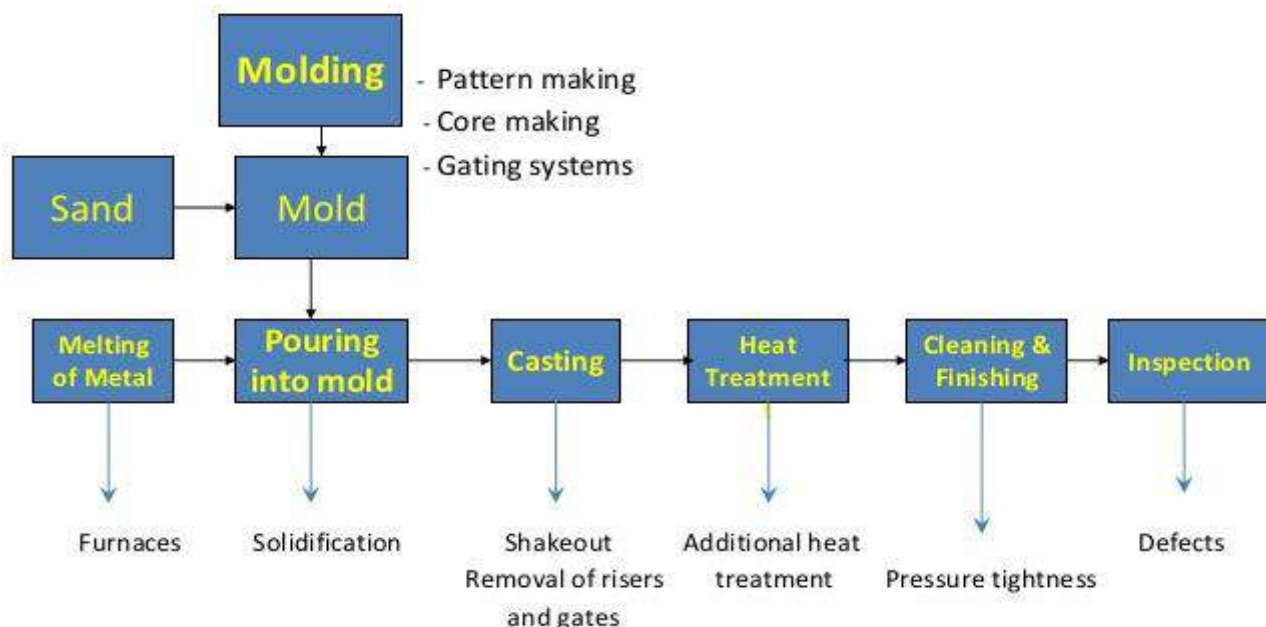 Molding
- Pattern making
- Core making
- Gating systems
Sand
Mold
Melting
of Metal
Pouring
into mold
Casting
Heat
Treatment
Cleaning &
Finishing
Inspection
Furnaces
Solidification
Shakeout
Removal of risers
and gates
Additional heat
treatment
Pressure tightness
Defects